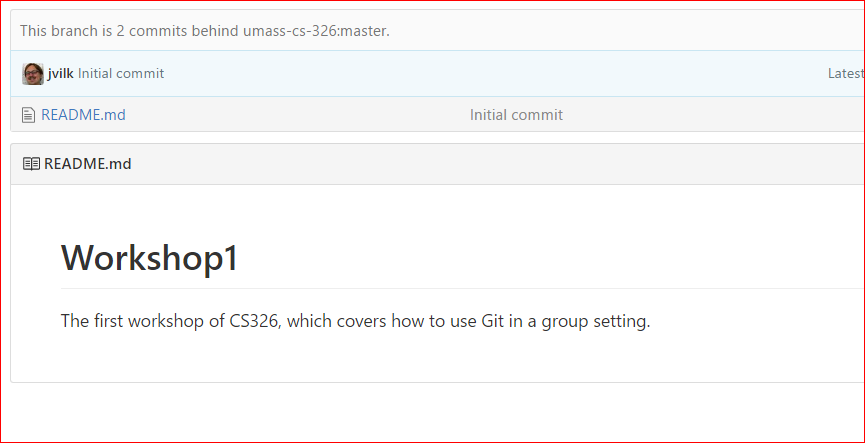 This branch is 2 commits behind umass-cs-326:master.
jvilk Initial commit Latest
README.md Initial commit
README.md
Workshop1
The first workshop of CS326, which covers how to use Git in a group setting.